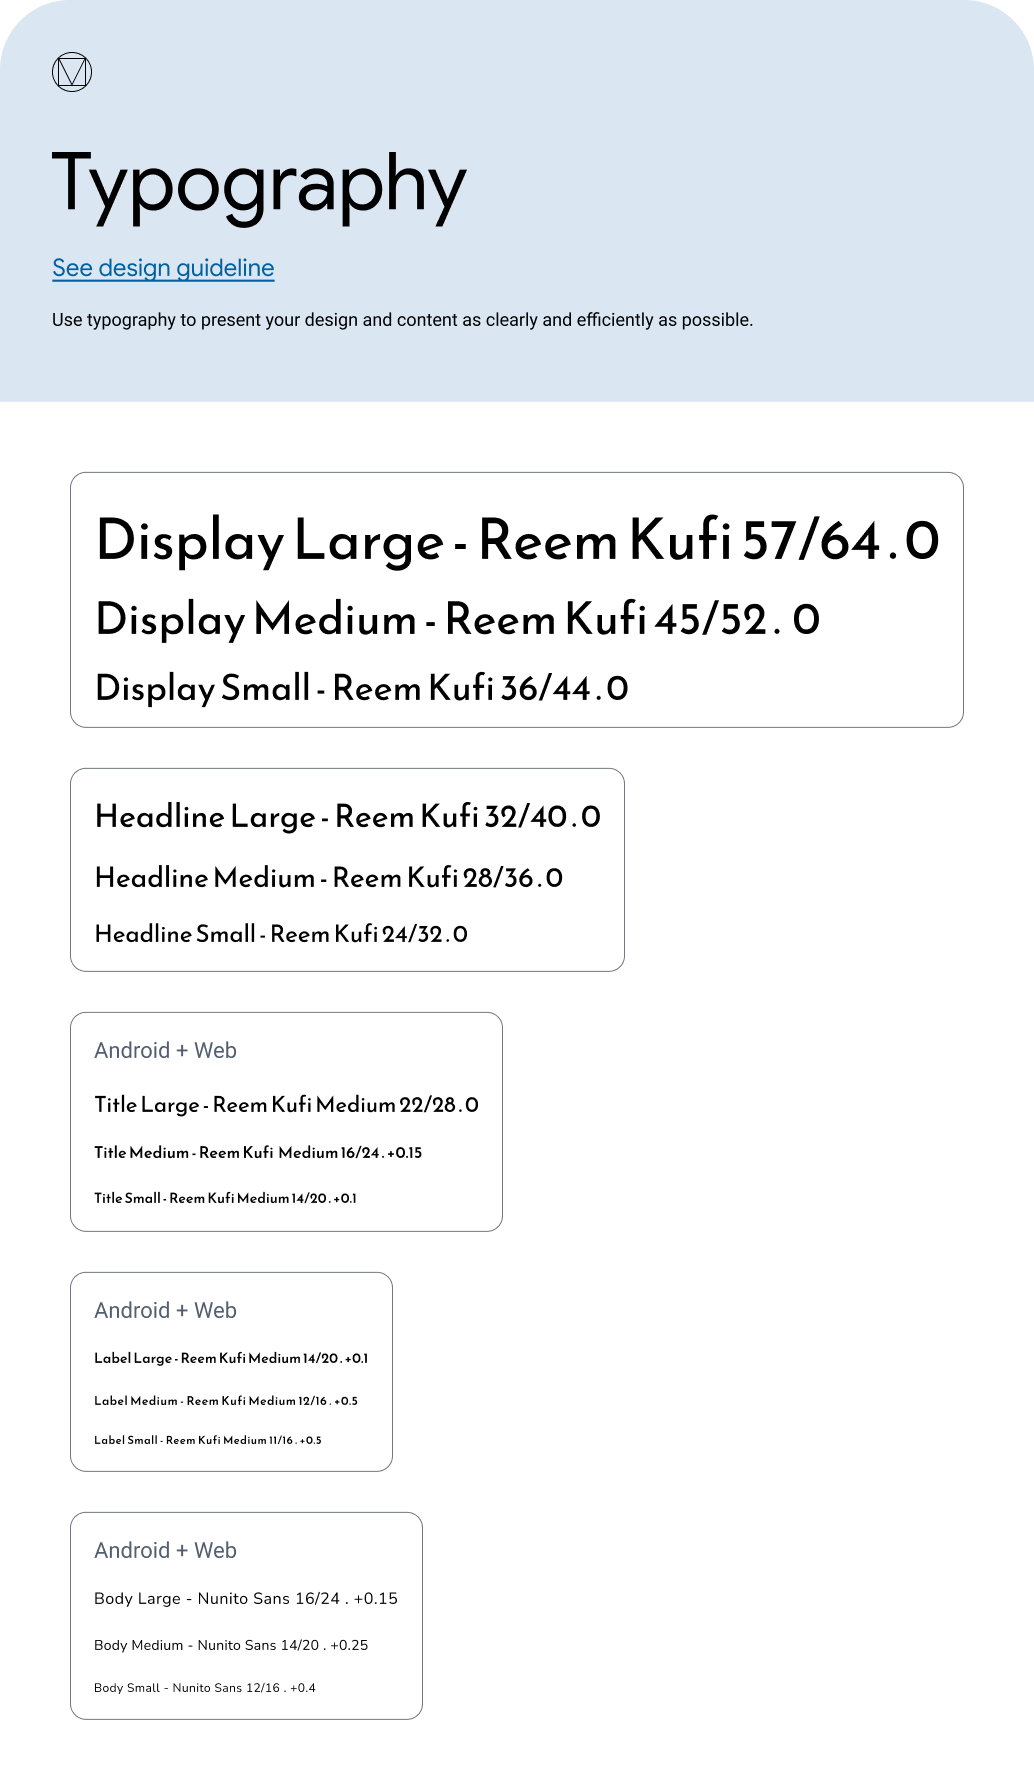 Typography
See design guideline
Use typography to present your design and content as clearly and efficiently as possible.
Display Large - Reem Kufi 57/64 . 0
Display Medium - Reem Kufi 45/52 . 0
Display Small - Reem Kufi 36/44 . 0
Headline Large - Reem Kufi 32/40 . 0
Headline Medium - Reem Kufi 28/36 . 0
Headline Small - Reem Kufi 24/32 . 0
Android + Web
Title Large - Reem Kufi Medium 22/28 . 0
Title Medium - Reem Kufi Medium 16/24 . +0.15
Title Small - Reem Kufi Medium 14/20 . +0.1
Android + Web
Label Large - Reem Kufi Medium 14/20 . +0.1
Label Medium - Reem Kufi Medium 12/16 . +0.5
Label Small - Reem Kufi Medium 11/16 . +0.5
Android + Web
Body Large - Nunito Sans 16/24 . +0.15
Body Medium - Nunito Sans 14/20 . +0.25
Body Small - Nunito Sans 12/16 . +0.4